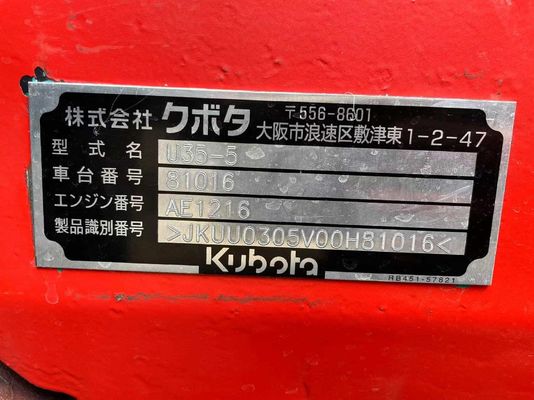 株式会社 クボタ 〒556-8601
大阪市浪速区敷津東1-2-47
型式名 U35-5
車台番号 81016
エンジン番号 AE1216
製品識別番号 >JKUU0305V00H81016<
Kubota
RB451-57821